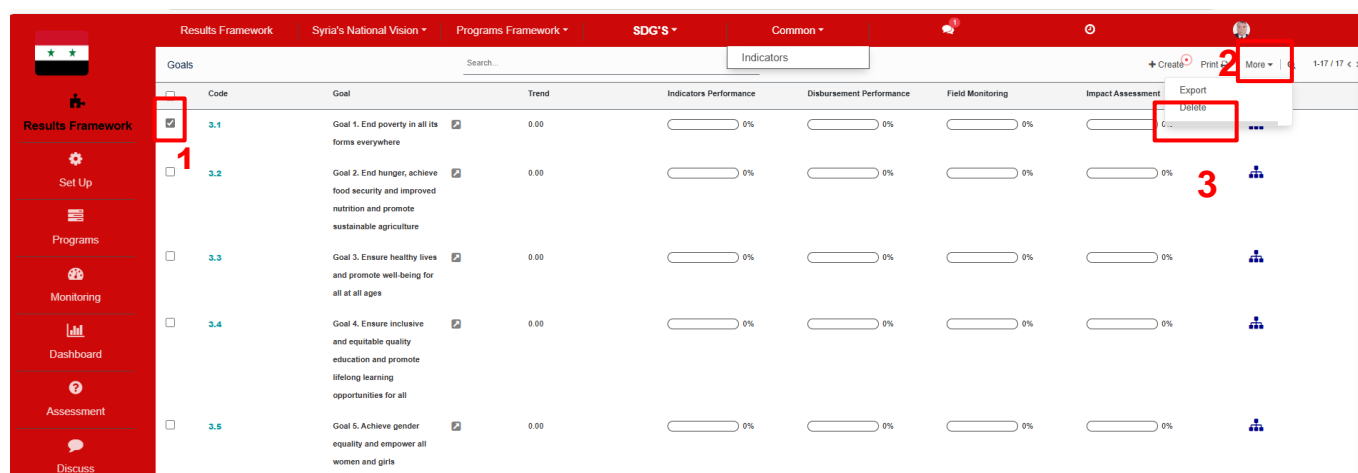 Results Framework Syria's National Vision Programs Framework SDG'S Common 1
Indicators
Goals Search... + Create Print More 1-17 / 17
2
Export
Delete
Code Goal Trend Indicators Performance Disbursement Performance Field Monitoring Impact Assessment
Results Framework
Set Up
Programs
Monitoring
Dashboard
Assessment
Discuss
1
3
3.1 Goal 1. End poverty in all its 0.00 0% 0% 0% 0%
forms everywhere
3.2 Goal 2. End hunger, achieve 0.00 0% 0% 0% 0%
food security and improved
nutrition and promote
sustainable agriculture
3.3 Goal 3. Ensure healthy lives 0.00 0% 0% 0% 0%
and promote well-being for
all at all ages
3.4 Goal 4. Ensure inclusive 0.00 0% 0% 0% 0%
and equitable quality
education and promote
lifelong learning
opportunities for all
3.5 Goal 5. Achieve gender 0.00 0% 0% 0% 0%
equality and empower all
women and girls